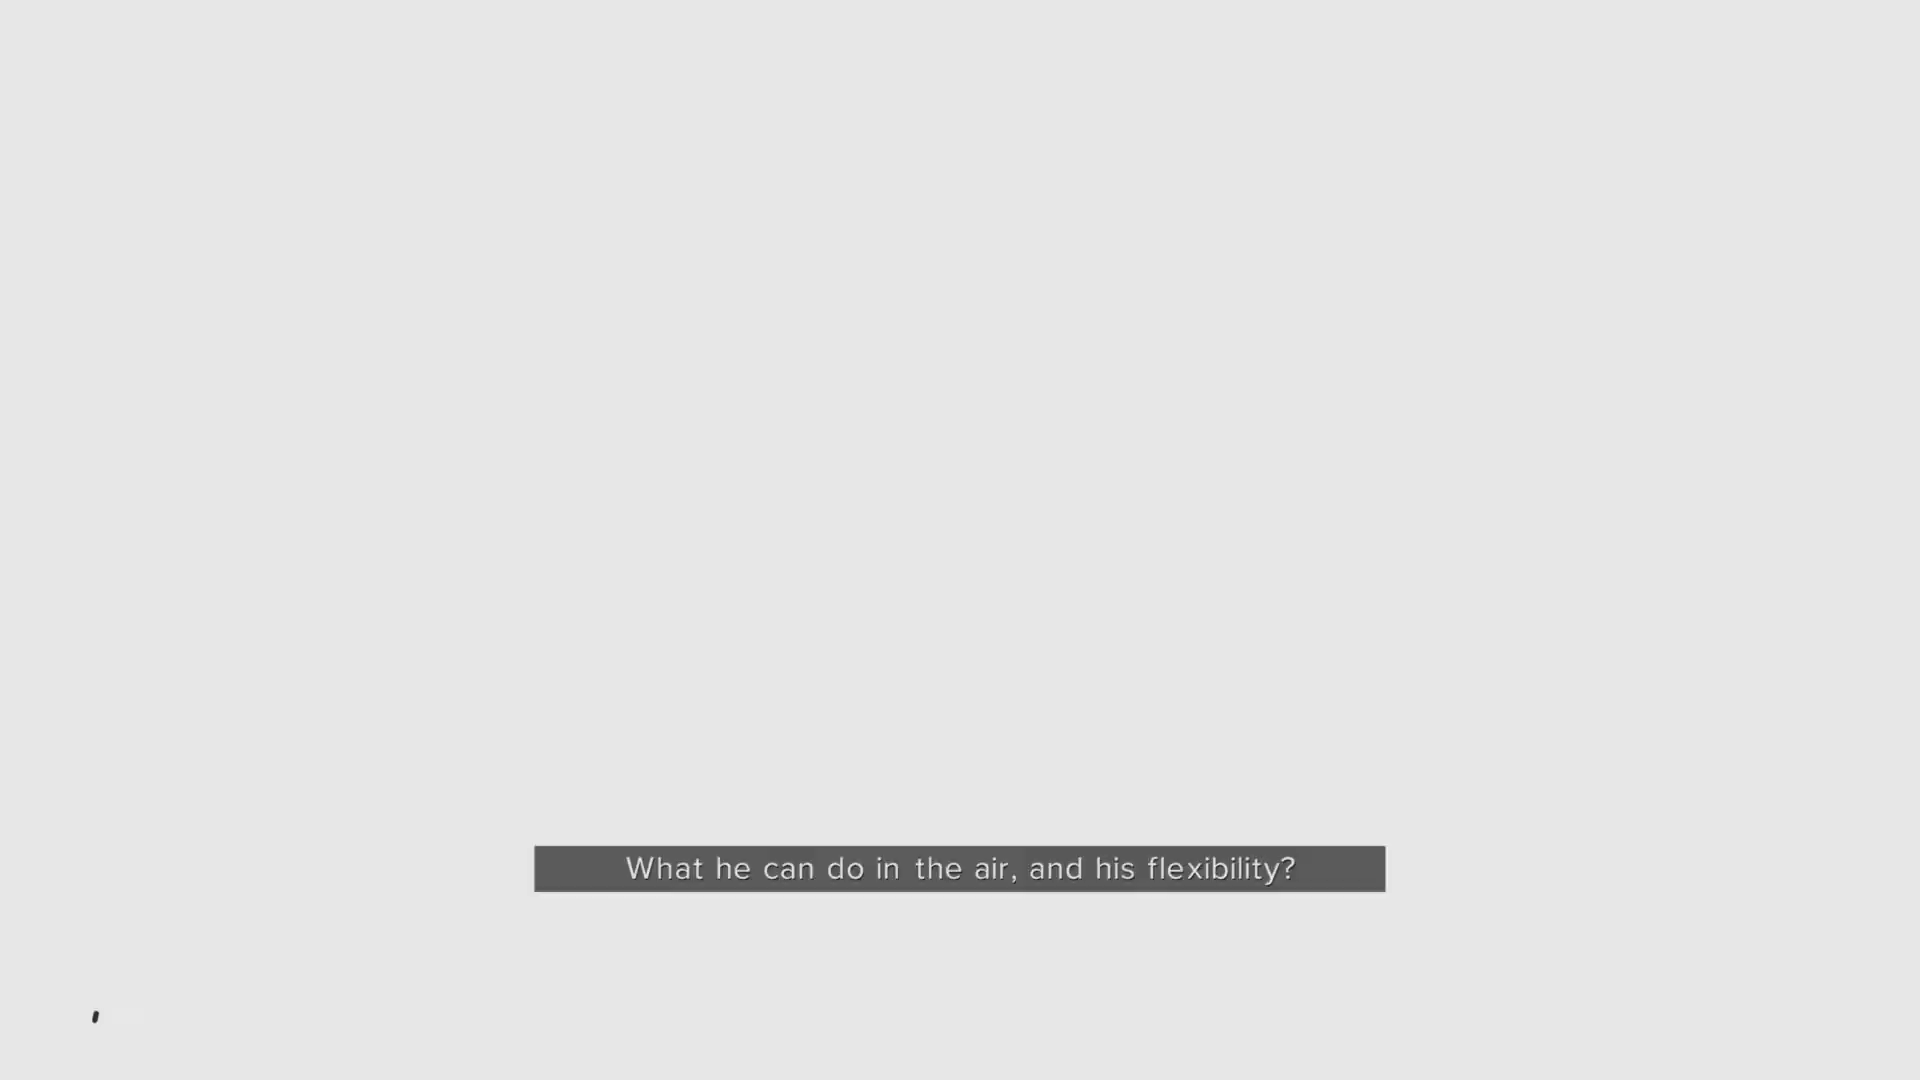 What he can do in the air, and his flexibility?